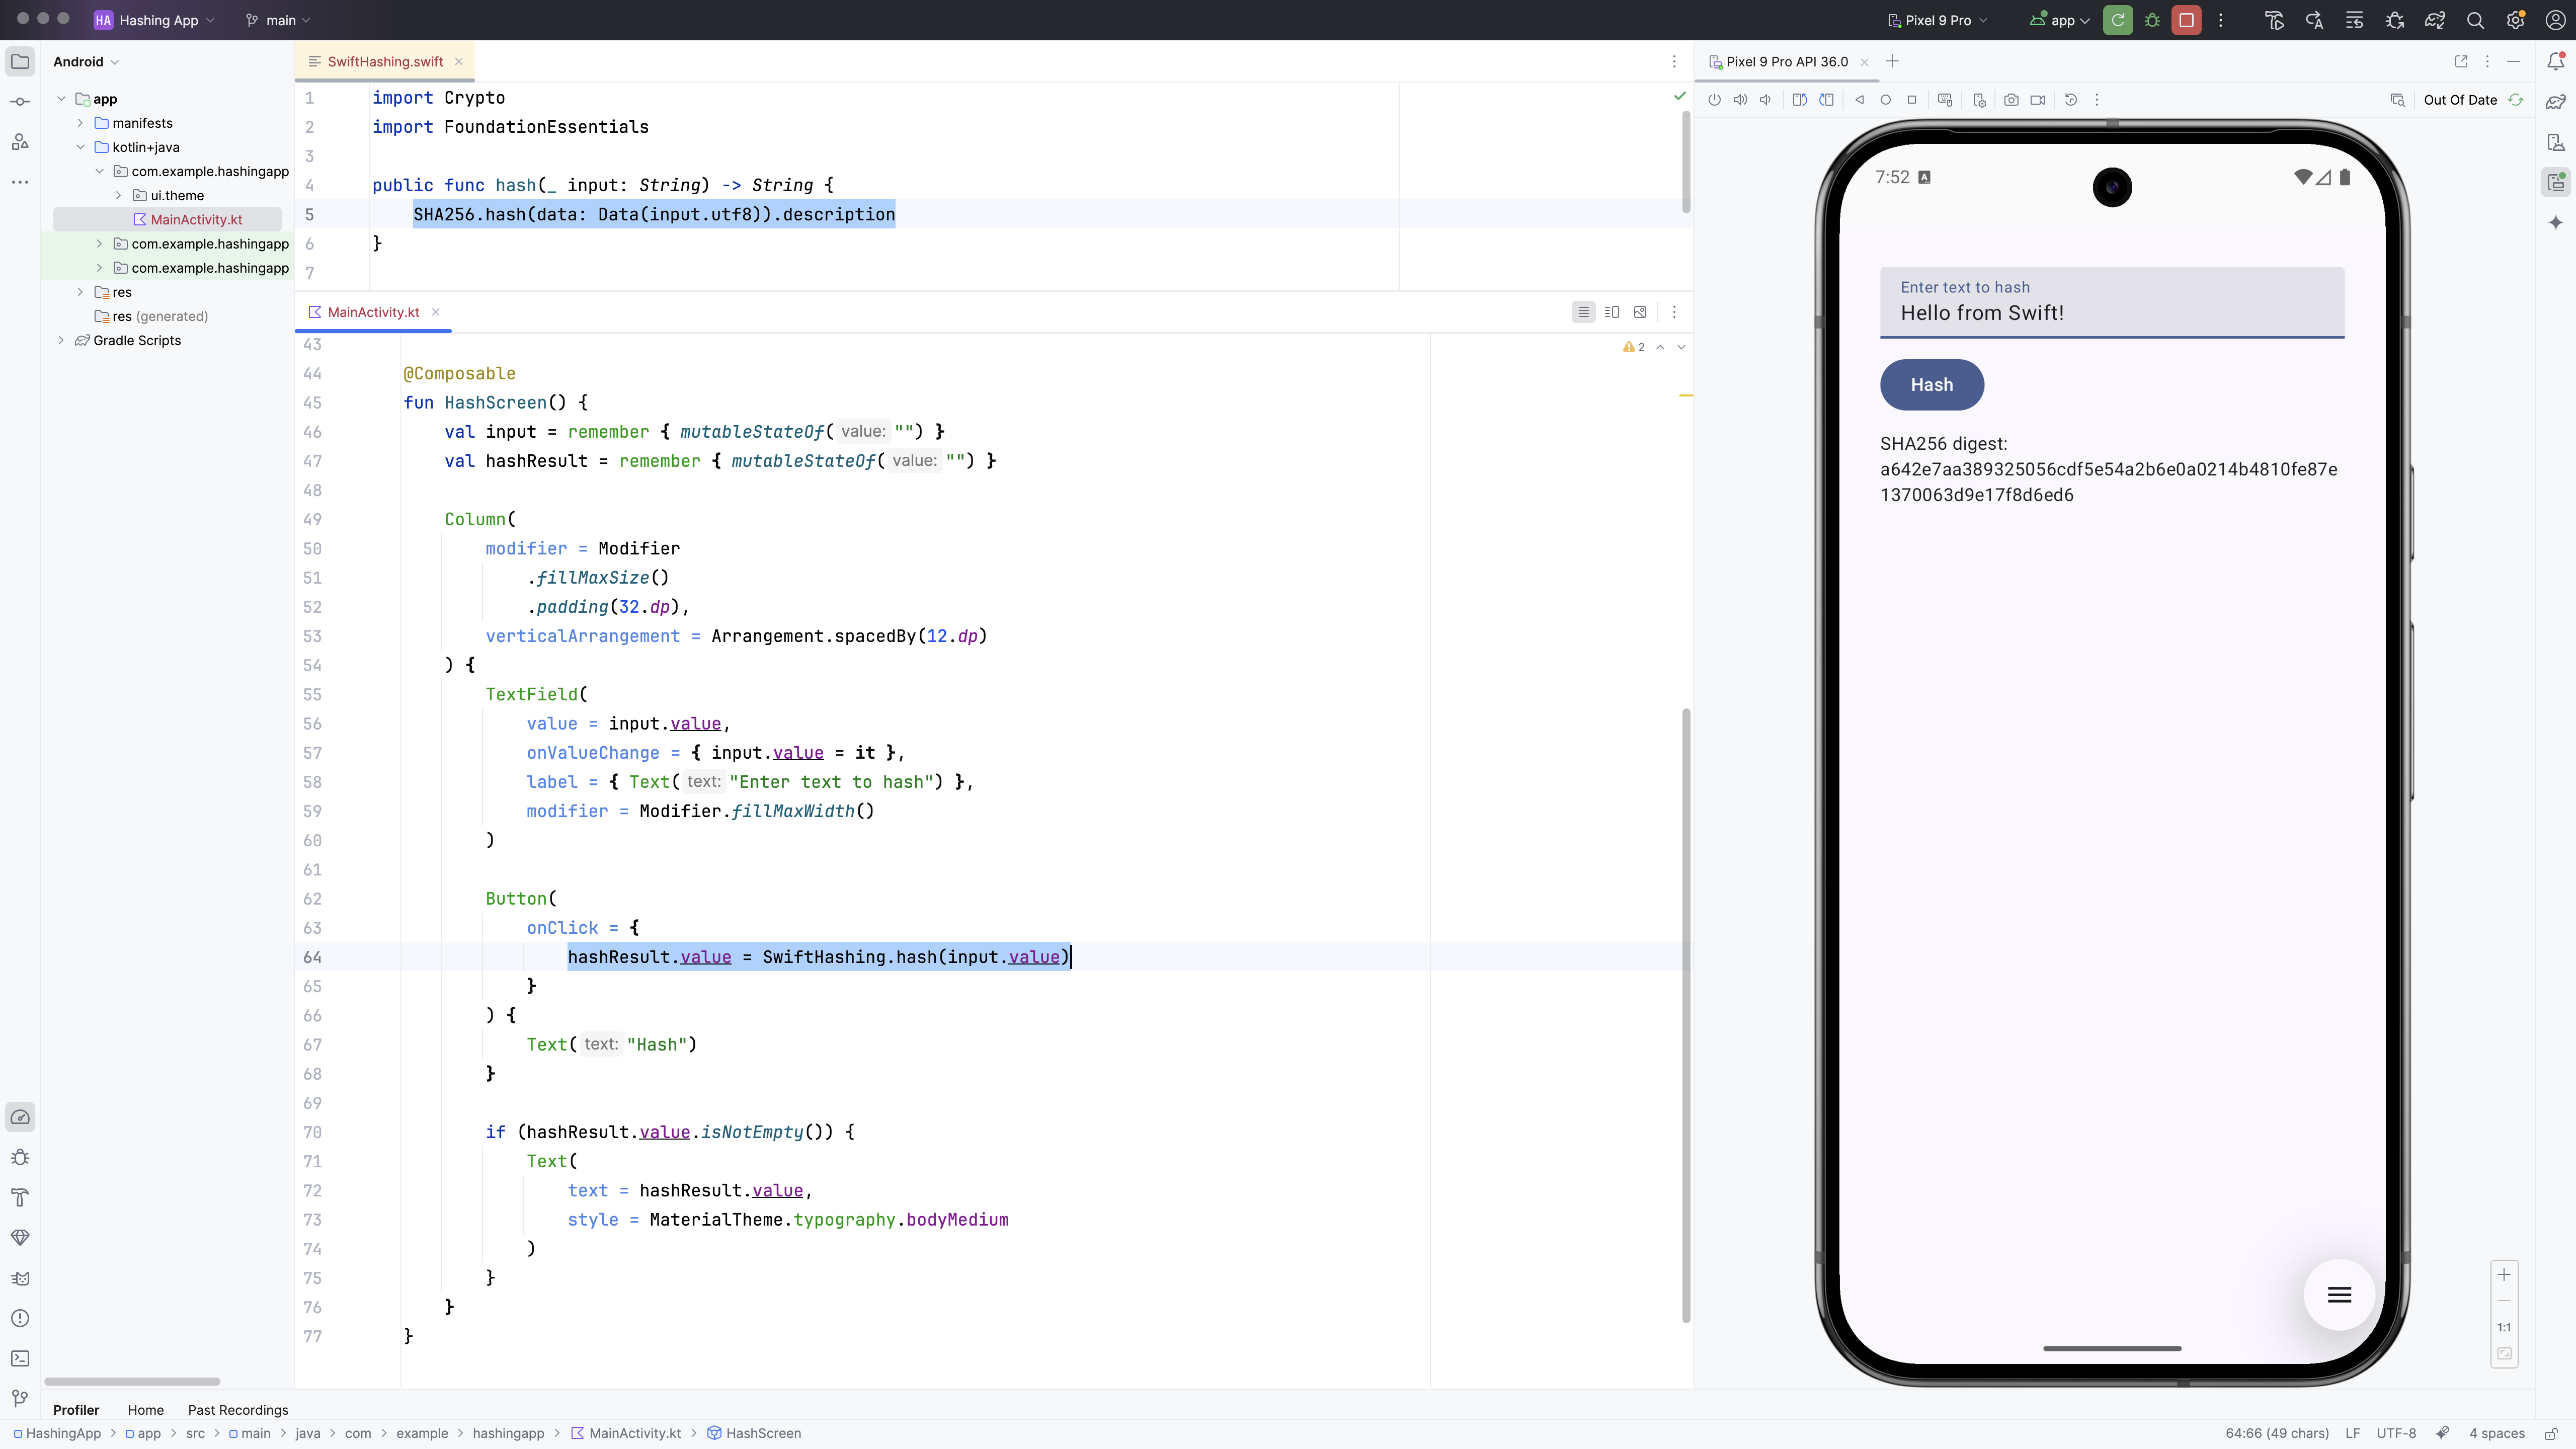 HA Hashing App main
Pixel 9 Pro app
Android
app
manifests
kotlin+java
com.example.hashingapp
ui.theme
MainActivity.kt
com.example.hashingapp
com.example.hashingapp
res
res (generated)
Gradle Scripts
SwiftHashing.swift
1 import Crypto
2 import FoundationEssentials
3
4 public func hash(_ input: String) -> String {
5 SHA256.hash(data: Data(input.utf8)).description
6 }
7
MainActivity.kt
2
43
44 @Composable
45 fun HashScreen() {
46 val input = remember { mutableStateOf( value: "") }
47 val hashResult = remember { mutableStateOf( value: "") }
48
49 Column(
50 modifier = Modifier
51 .fillMaxSize()
52 .padding(32.dp),
53 verticalArrangement = Arrangement.spacedBy(12.dp)
54 ) {
55 TextField(
56 value = input.value,
57 onValueChange = { input.value = it },
58 label = { Text( text: "Enter text to hash") },
59 modifier = Modifier.fillMaxWidth()
60 )
61
62 Button(
63 onClick = {
64 hashResult.value = SwiftHashing.hash(input.value)
65 }
66 ) {
67 Text( text: "Hash")
68 }
69
70 if (hashResult.value.isNotEmpty()) {
71 Text(
72 text = hashResult.value,
73 style = MaterialTheme.typography.bodyMedium
74 )
75 }
76 }
77 }
Pixel 9 Pro API 36.0
Out Of Date
7:52 A
Enter text to hash
Hello from Swift!
Hash
SHA256 digest:
a642e7aa389325056cdf5e54a2b6e0a0214b4810fe87e
1370063d9e17f8d6ed6
1:1
Profiler Home Past Recordings
HashingApp > app > src > main > java > com > example > hashingapp > MainActivity.kt > HashScreen
64:66 (49 chars) LF UTF-8 4 spaces